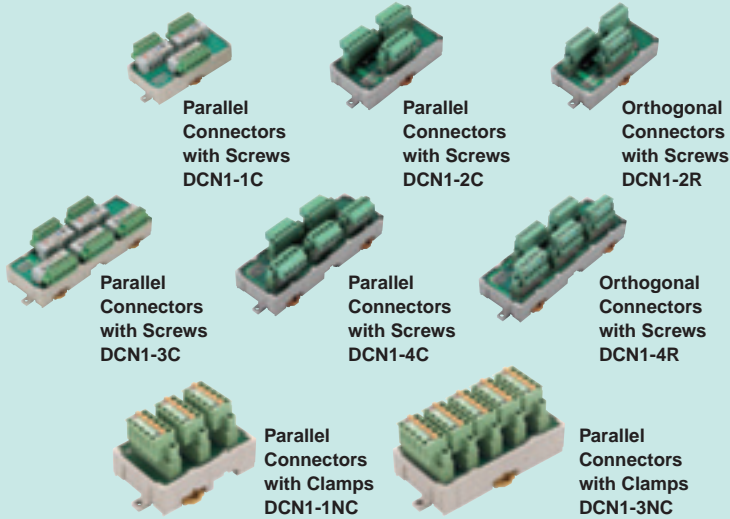 Parallel
Connectors
with Screws
DCN1-1C
Parallel
Connectors
with Screws
DCN1-2C
Orthogonal
Connectors
with Screws
DCN1-2R
Parallel
Connectors
with Screws
DCN1-3C
Parallel
Connectors
with Screws
DCN1-4C
Orthogonal
Connectors
with Screws
DCN1-4R
Parallel
Connectors
with Clamps
DCN1-1NC
Parallel
Connectors
with Clamps
DCN1-3NC